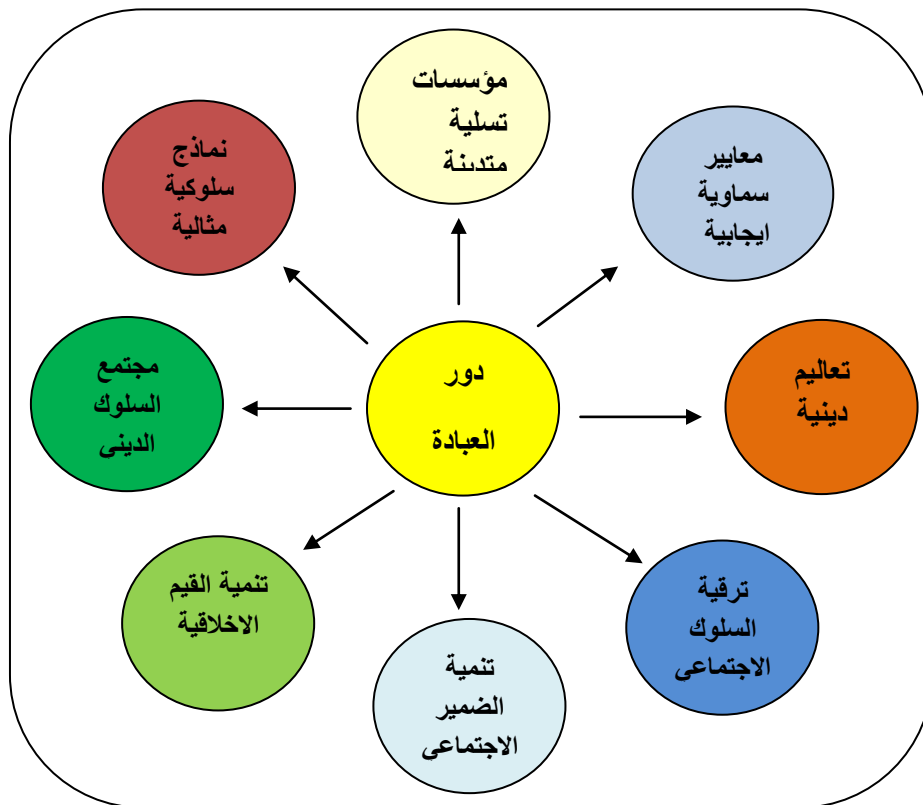 مؤسسات
تسلية
متدينة
معايير
سماوية
ايجابية
نماذج
سلوكية
مثالية
تعاليم
دينية
دور
العبادة
مجتمع
السلوك
الدينى
ترقية
السلوك
الاجتماعى
تنمية القيم
الاخلاقية
تنمية
الضمير
الاجتماعى